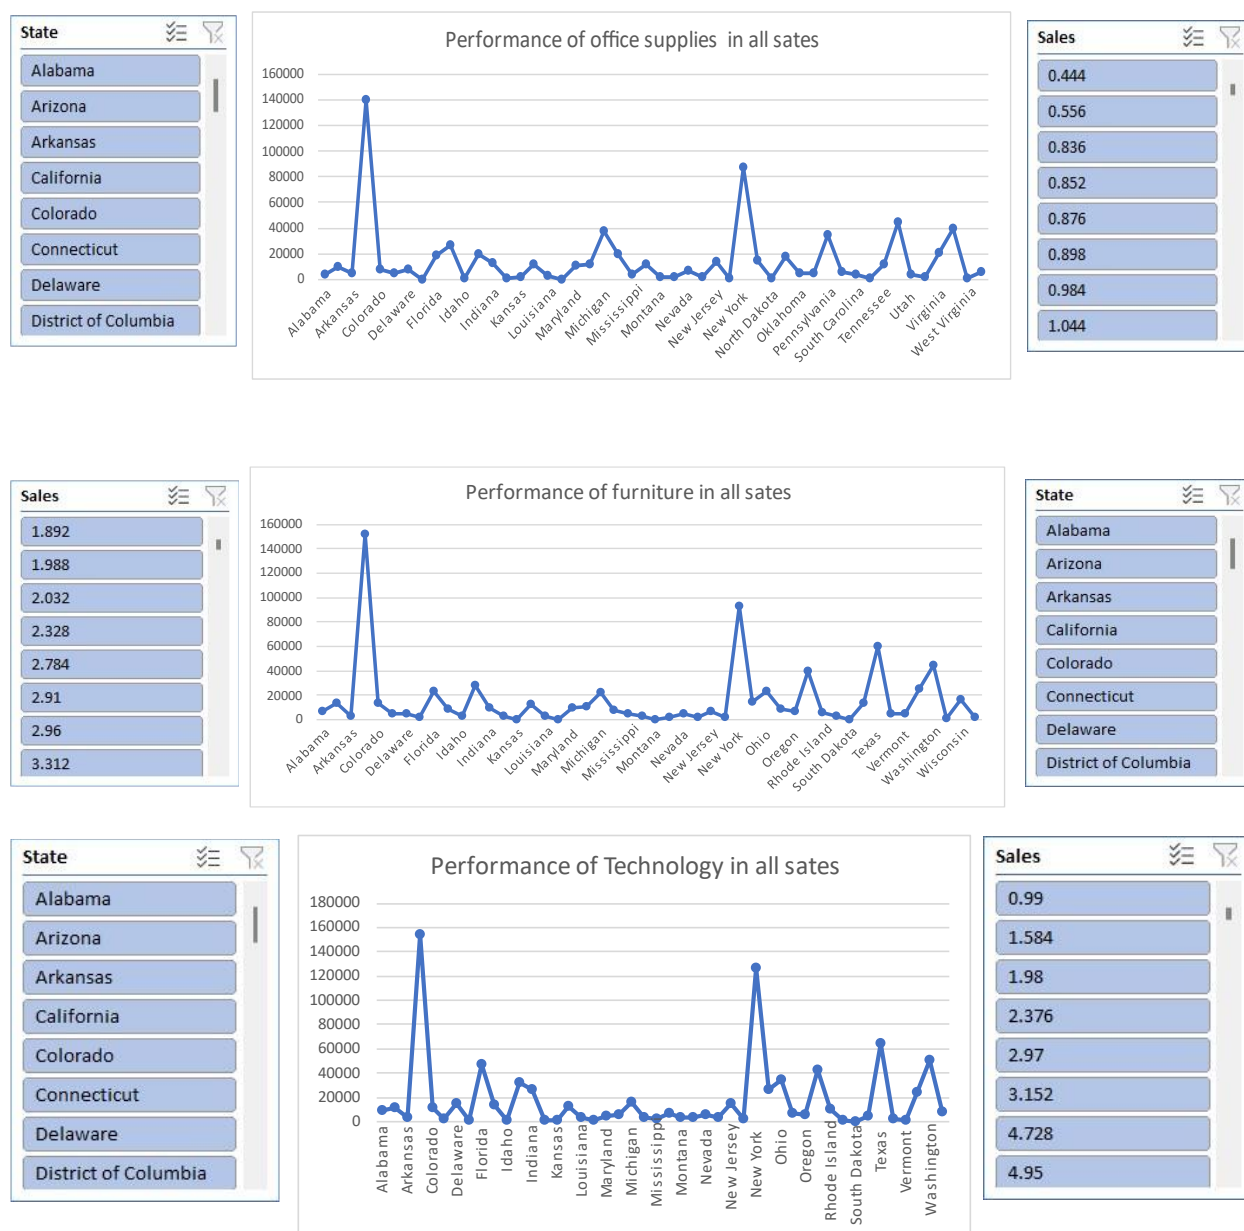 State
Alabama
Arizona
Arkansas
California
Colorado
Connecticut
Delaware
District of Columbia
Performance of office supplies in all sates
160000
140000
120000
100000
80000
60000
40000
20000
0
Alabama
Arkansas
Colorado
Delaware
Florida
Idaho
Indiana
Kansas
Louisiana
Maryland
Michigan
Mississippi
Montana
Nevada
New Jersey
New York
North Dakota
Oklahoma
Pennsylvania
South Carolina
Tennessee
Utah
Virginia
West Virginia
Sales
0.444
0.556
0.836
0.852
0.876
0.898
0.984
1.044
Sales
1.892
1.988
2.032
2.328
2.784
2.91
2.96
3.312
Performance of furniture in all sates
160000
140000
120000
100000
80000
60000
40000
20000
0
Alabama
Arkansas
Colorado
Delaware
Florida
Idaho
Indiana
Kansas
Louisiana
Maryland
Michigan
Mississippi
Montana
Nevada
New Jersey
New York
Ohio
Oregon
Rhode Island
South Dakota
Texas
Vermont
Washington
Wisconsin
State
Alabama
Arizona
Arkansas
California
Colorado
Connecticut
Delaware
District of Columbia
State
Alabama
Arizona
Arkansas
California
Colorado
Connecticut
Delaware
District of Columbia
Performance of Technology in all sates
180000
160000
140000
120000
100000
80000
60000
40000
20000
0
Alabama
Arkansas
Colorado
Delaware
Florida
Idaho
Indiana
Kansas
Louisiana
Maryland
Michigan
Mississipp
Montana
Nevada
New Jersey
New York
Ohio
Oregon
Rhode Island
South Dakota
Texas
Vermont
Washington
Sales
0.99
1.584
1.98
2.376
2.97
3.152
4.728
4.95